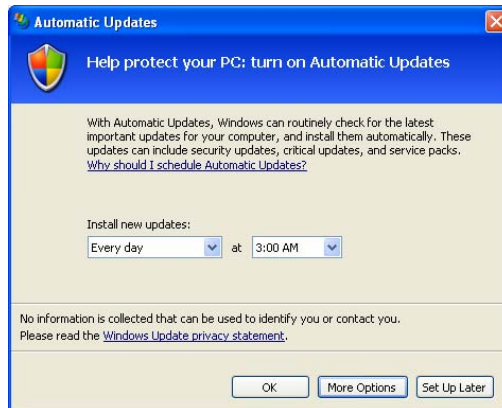 Automatic Updates
Help protect your PC: turn on Automatic Updates
With Automatic Updates, Windows can routinely check for the latest
important updates for your computer, and install them automatically. These
updates can include security updates, critical updates, and service packs.
Why should I schedule Automatic Updates?
Install new updates:
Every day at 3:00 AM
No information is collected that can be used to identify you or contact you.
Please read the Windows Update privacy statement.
OK More Options Set Up Later